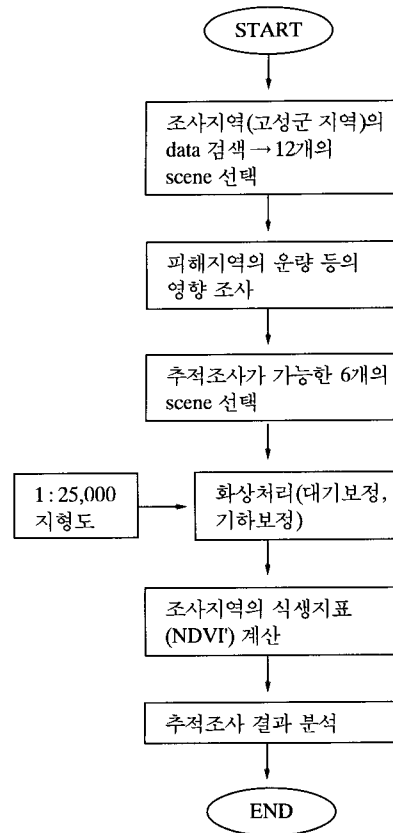 START
조사지역(고성군 지역)의
data 검색→12개의
scene 선택
피해지역의 운량 등의
영향 조사
추적조사가 가능한 6개의
scene 선택
1:25,000
지형도
화상처리(대기보정,
기하보정)
조사지역의 식생지표
(NDVI') 계산
추적조사 결과 분석
END